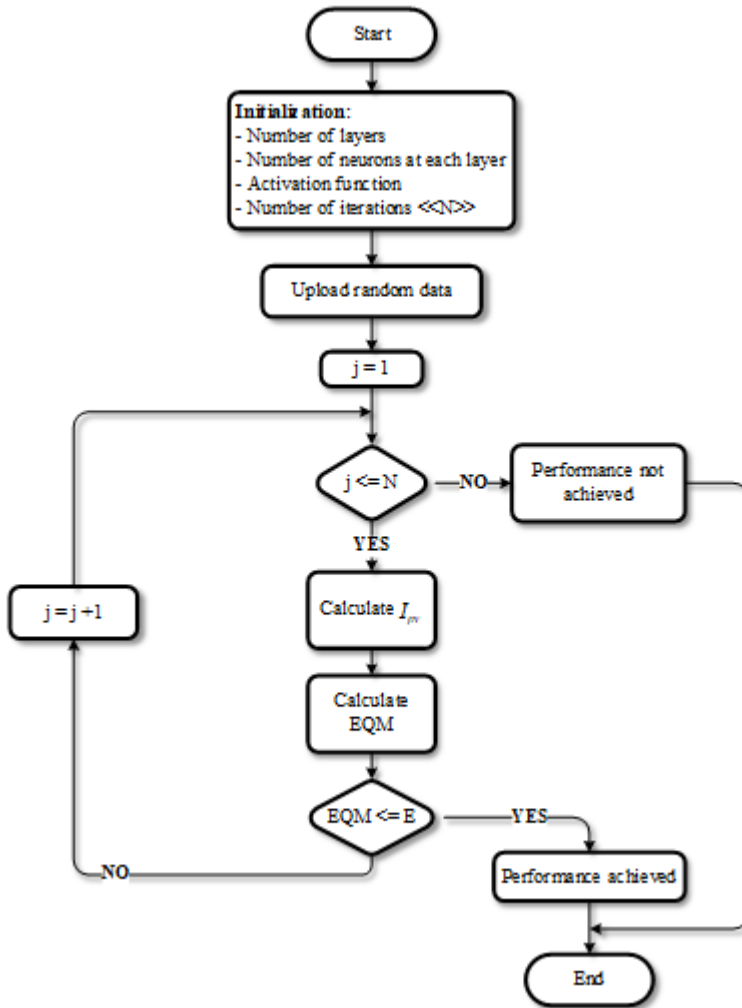 Start
Initialization:
- Number of layers
- Number of neurons at each layer
- Activation function
- Number of iterations <<N>>
Upload random data
j = 1
j <= N
NO
Performance not
achieved
YES
j = j +1
Calculate I_pv
Calculate
EQM
EQM <= E
YES
NO
Performance achieved
End